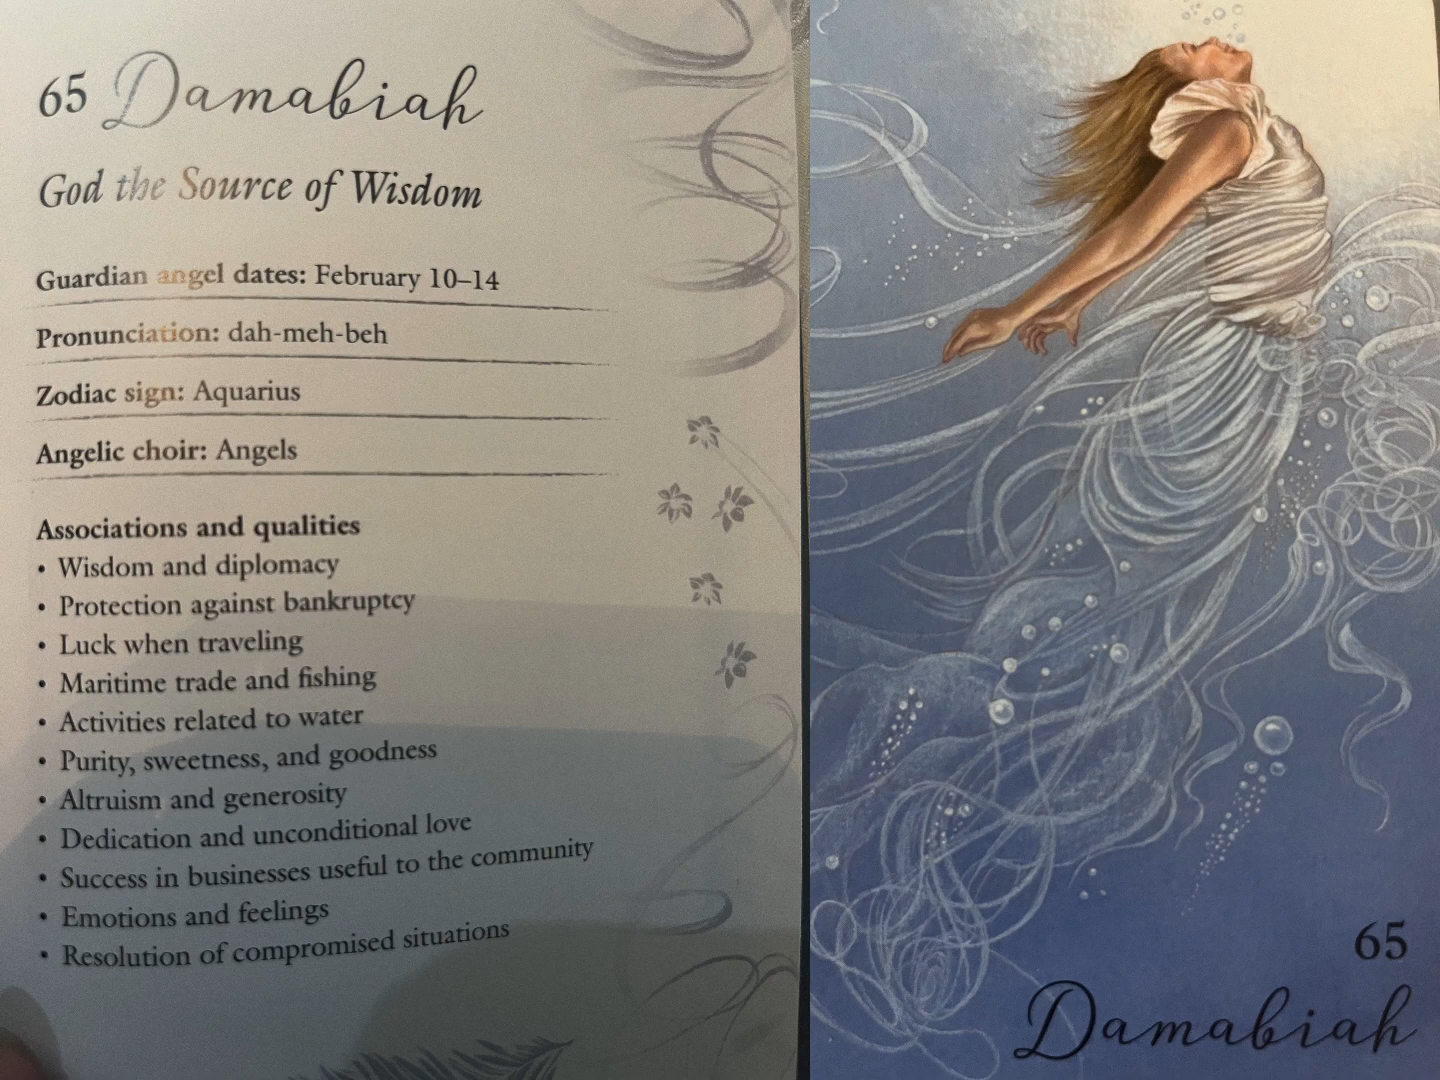 65 Damabiah
God the Source of Wisdom
Guardian angel dates: February 10–14
Pronunciation: dah-meh-beh
Zodiac sign: Aquarius
Angelic choir: Angels
Associations and qualities
• Wisdom and diplomacy
• Protection against bankruptcy
• Luck when traveling
• Maritime trade and fishing
• Activities related to water
• Purity, sweetness, and goodness
• Altruism and generosity
• Dedication and unconditional love
• Success in businesses useful to the community
• Emotions and feelings
• Resolution of compromised situations
65
Damabiah